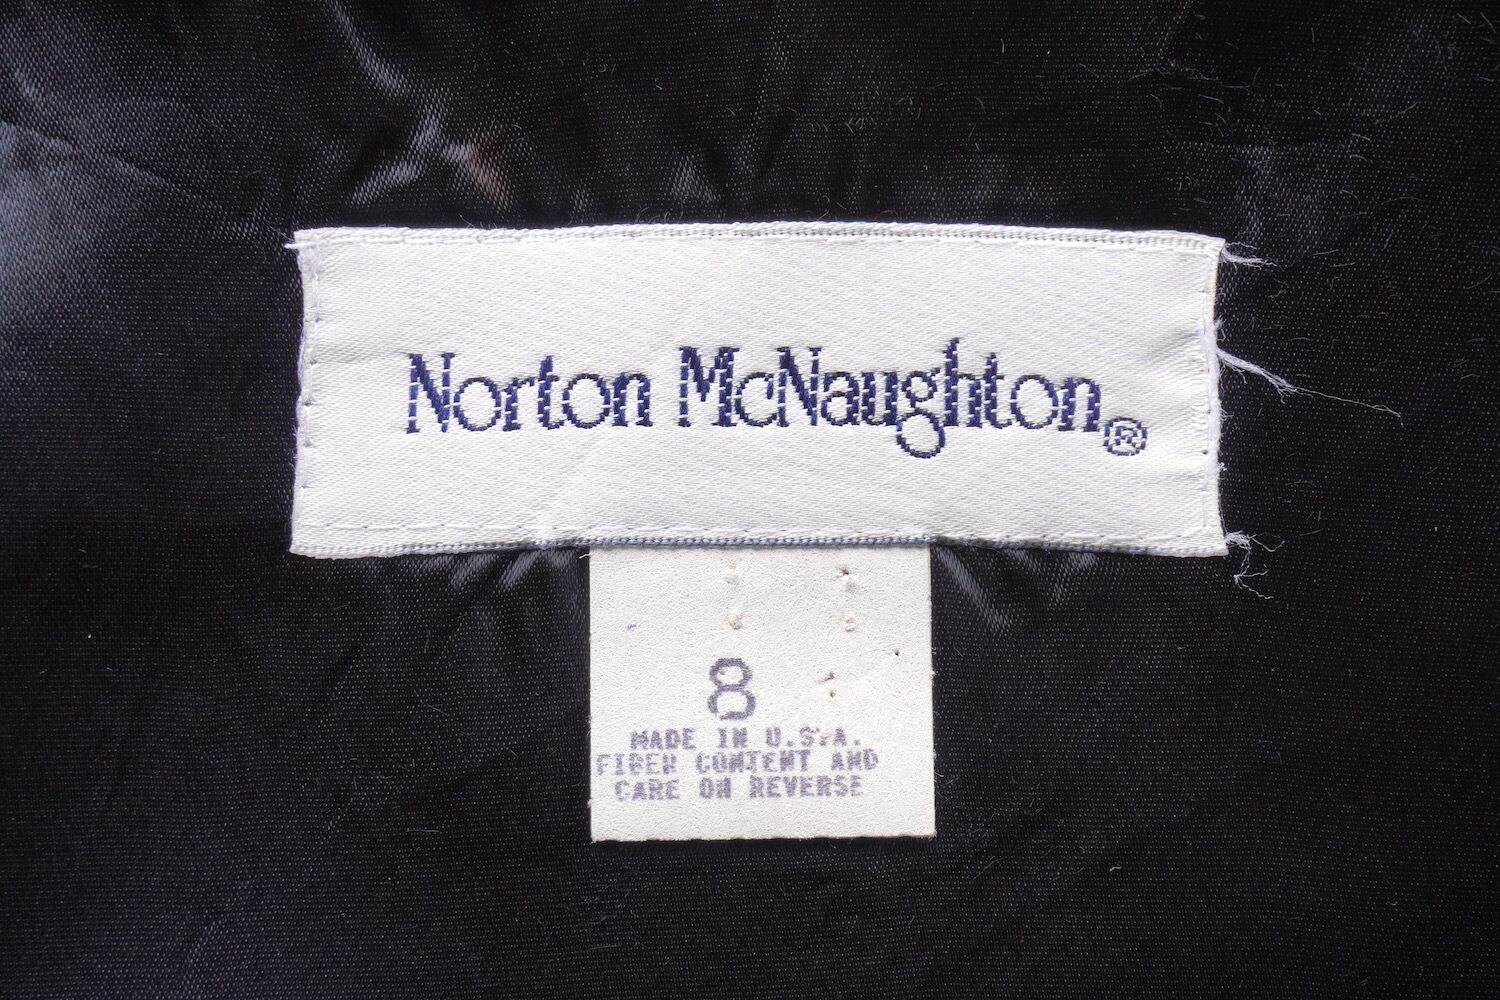 Norton McNaughton®
8
MADE IN U.S.A.
FIBER CONTENT AND
CARE ON REVERSE